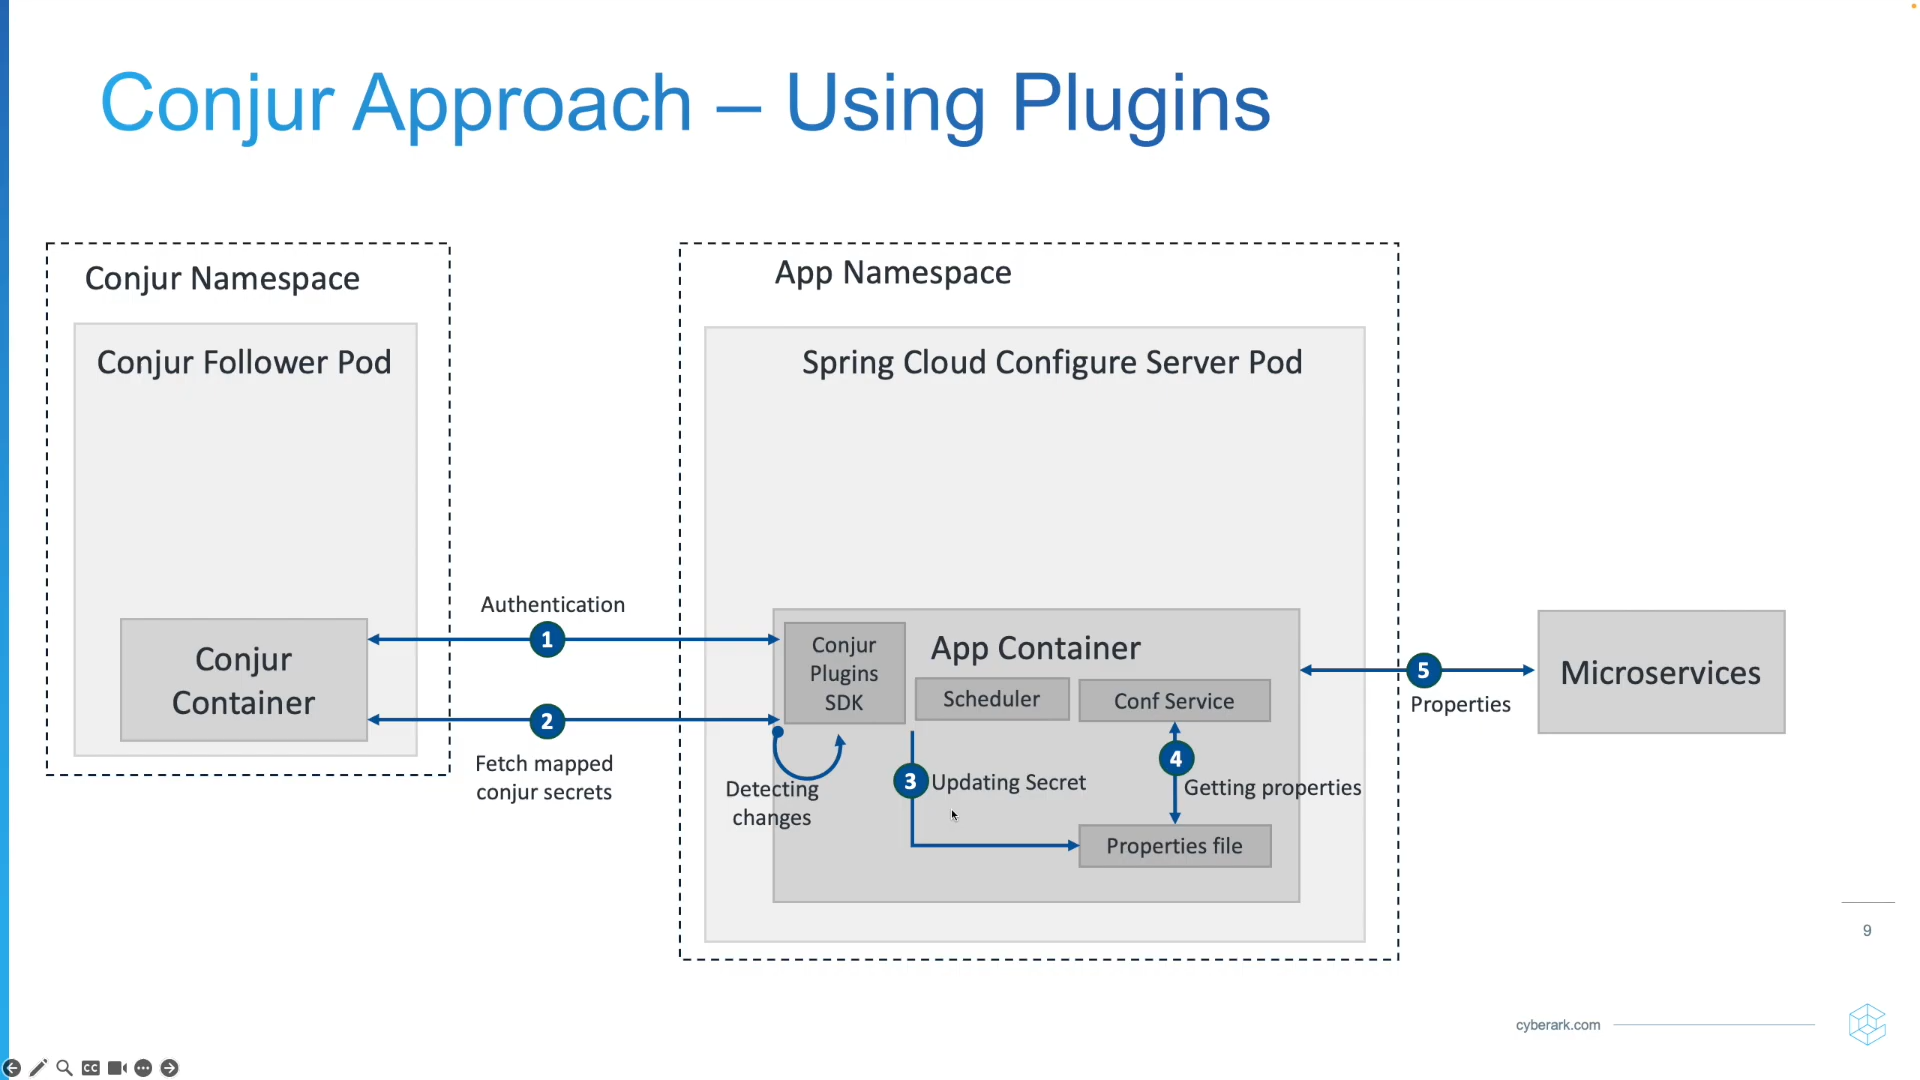 Conjur Approach – Using Plugins
Conjur Namespace
Conjur Follower Pod
Conjur
Container
Authentication
1
2
Fetch mapped
conjur secrets
App Namespace
Spring Cloud Configure Server Pod
Conjur
Plugins
SDK
App Container
Scheduler
Conf Service
Detecting
changes
3
Updating Secret
4
Getting properties
Properties file
5
Properties
Microservices
9
cyberark.com
CC